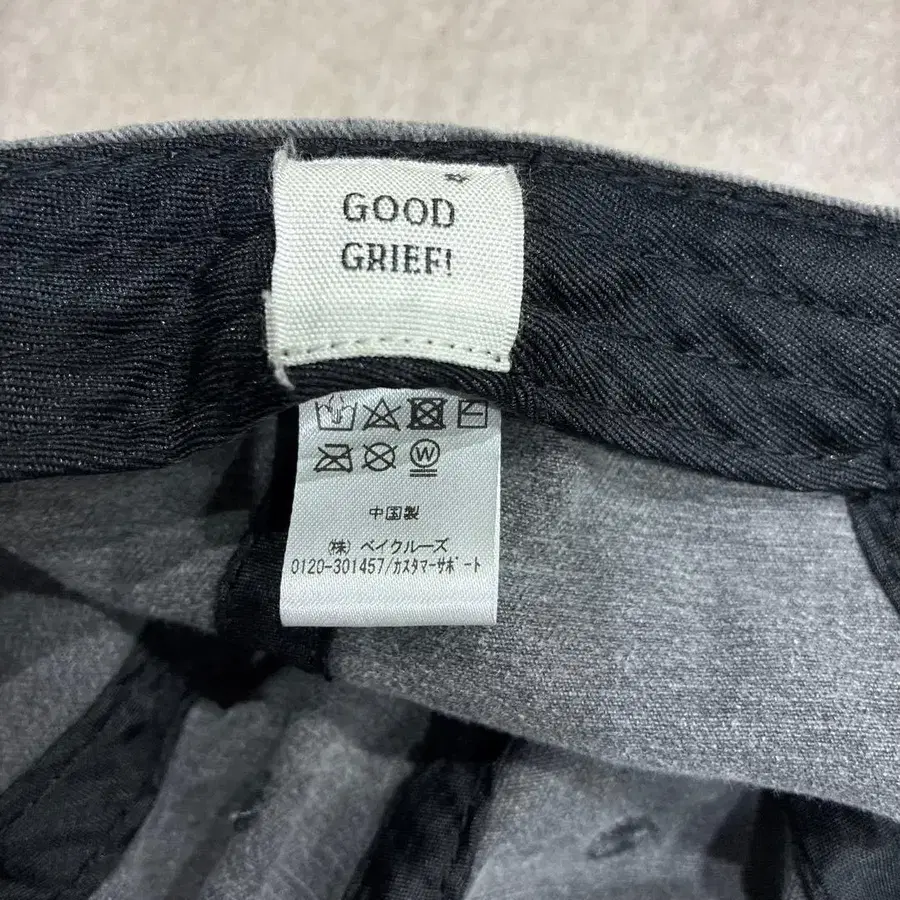 GOOD
GRIEF!
W
中国製
㈱ ベイクルーズ
0120-301457/ｶｽﾀﾏｰｻﾎﾟｰﾄ